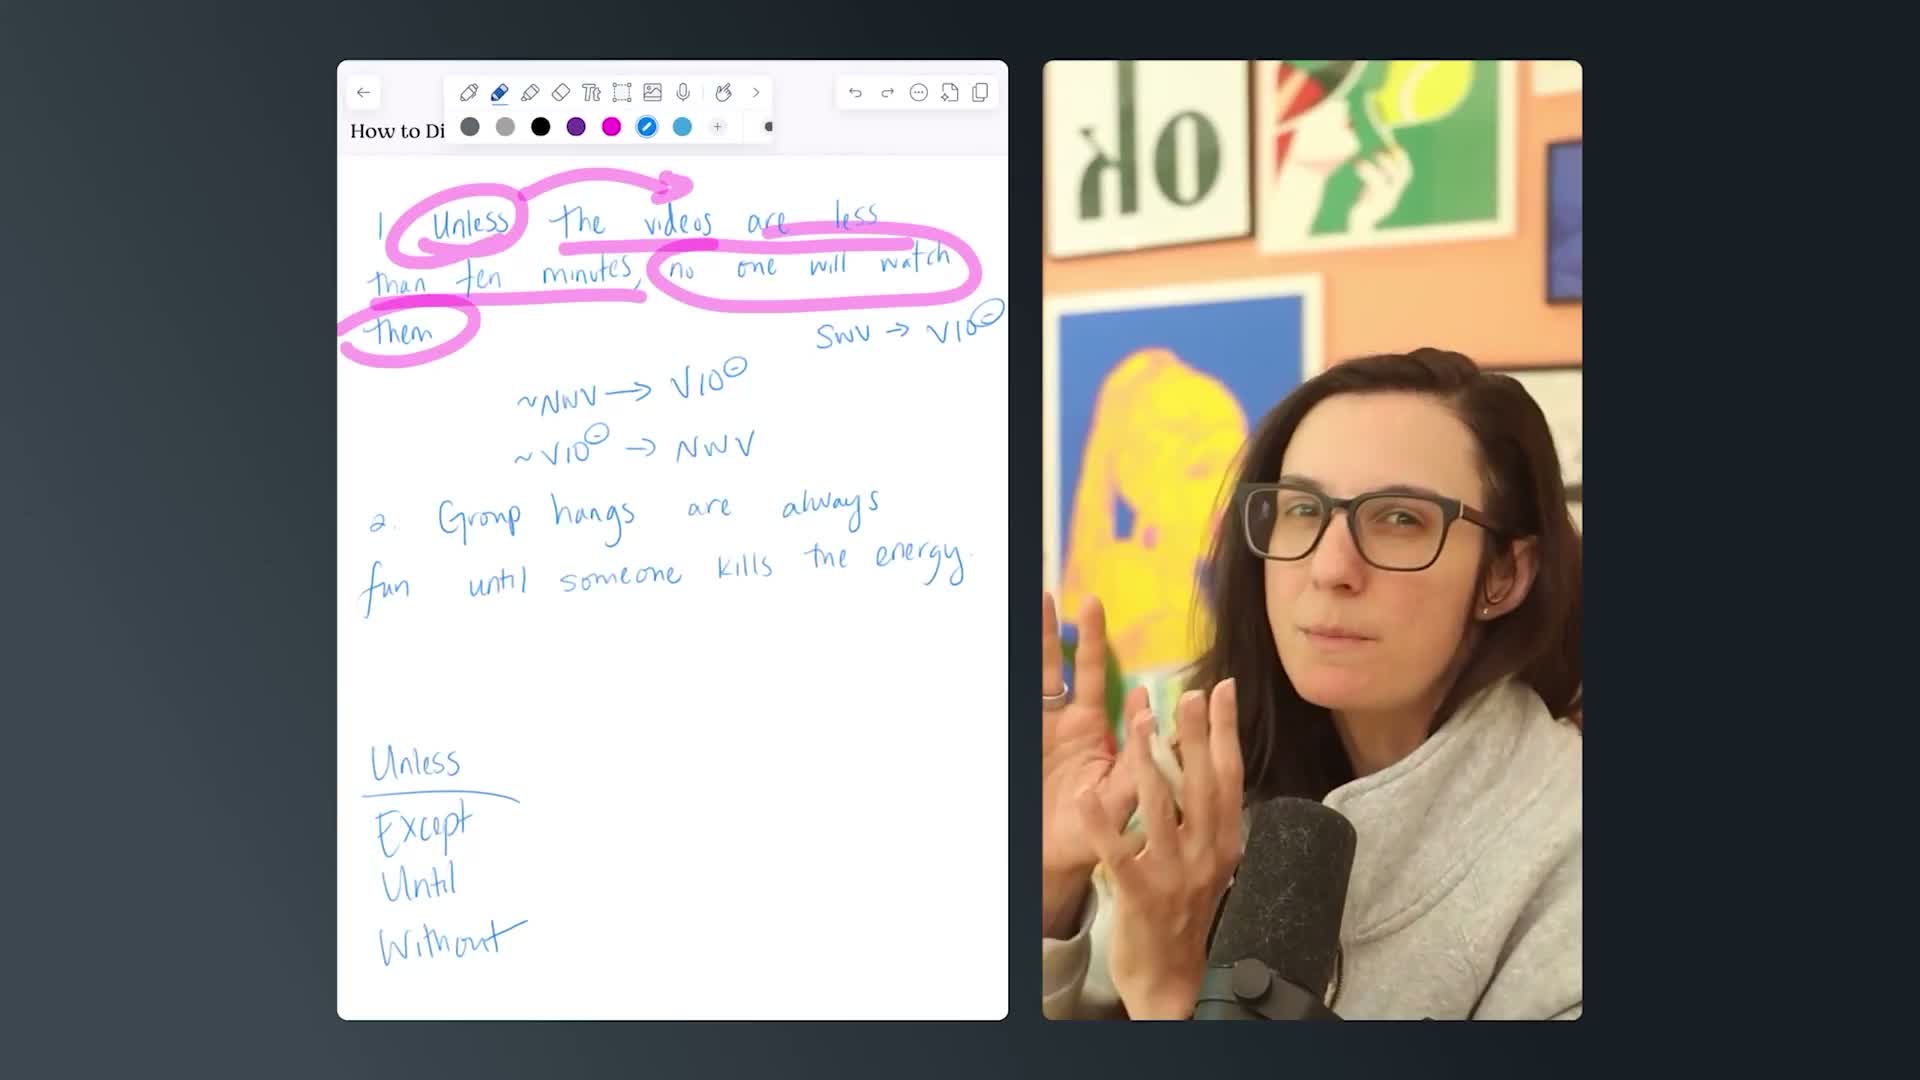 How to Di
1 Unless the videos are less
than ten minutes, no one will watch
them
SWV → V10⊖
~NWV → V10⊖
~V10⊖ → NWV
2. Group hangs are always
fun until someone kills the energy.
Unless
Except
Until
Without
ok